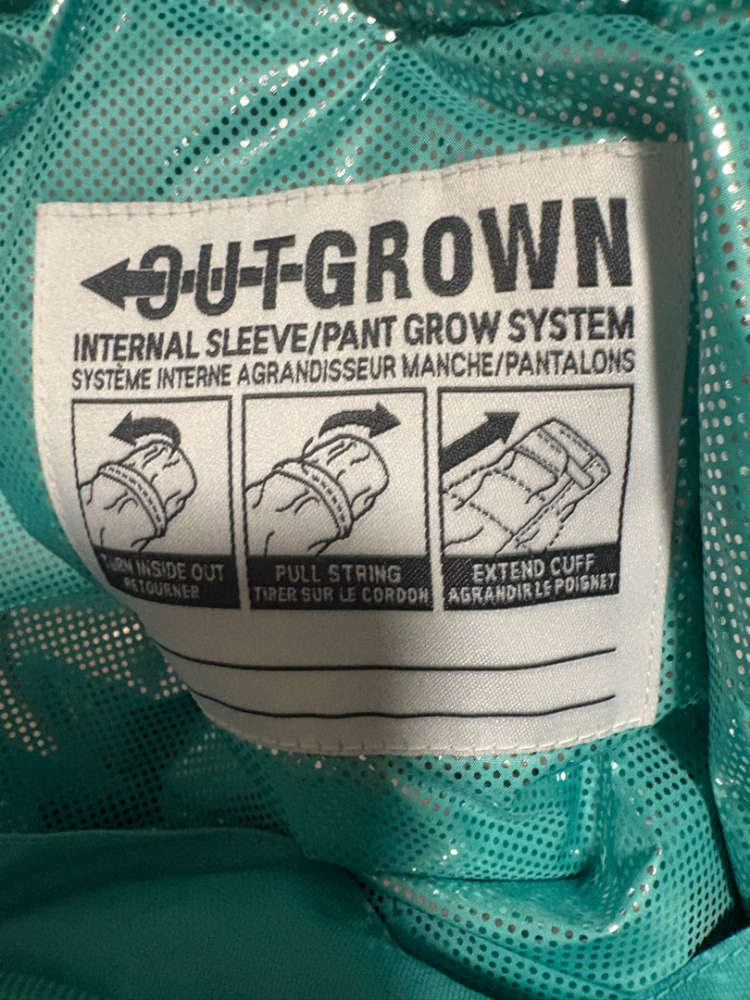 OUTGROWN
INTERNAL SLEEVE/PANT GROW SYSTEM
SYSTÈME INTERNE AGRANDISSEUR MANCHE/PANTALONS
TURN INSIDE OUT
RETOURNER
PULL STRING
TIRER SUR LE CORDON
EXTEND CUFF
AGRANDIR LE POIGNET